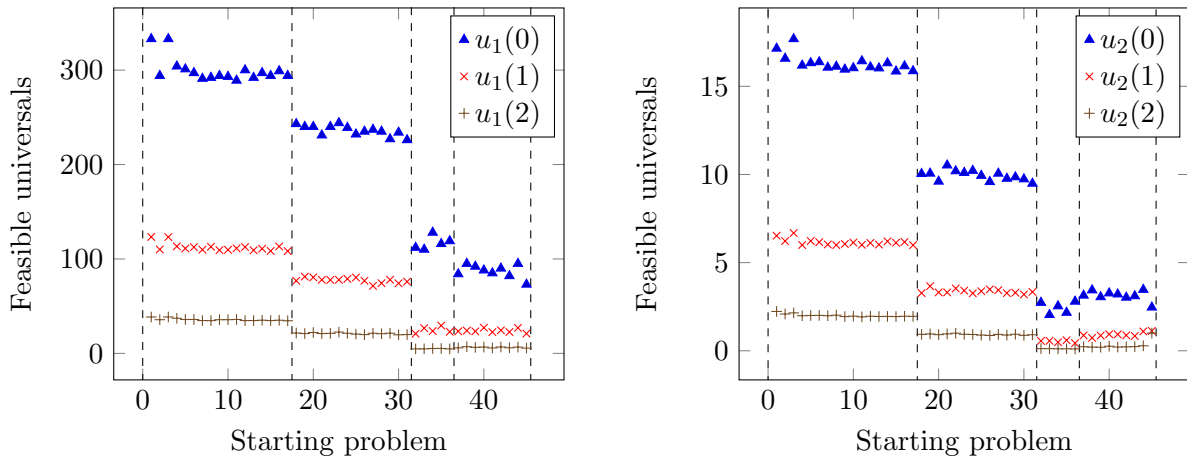 Feasible universals
300
200
100
0
0
10
20
30
40
Starting problem
u₁(0)
u₁(1)
u₁(2)
Feasible universals
15
10
5
0
0
10
20
30
40
Starting problem
u₂(0)
u₂(1)
u₂(2)